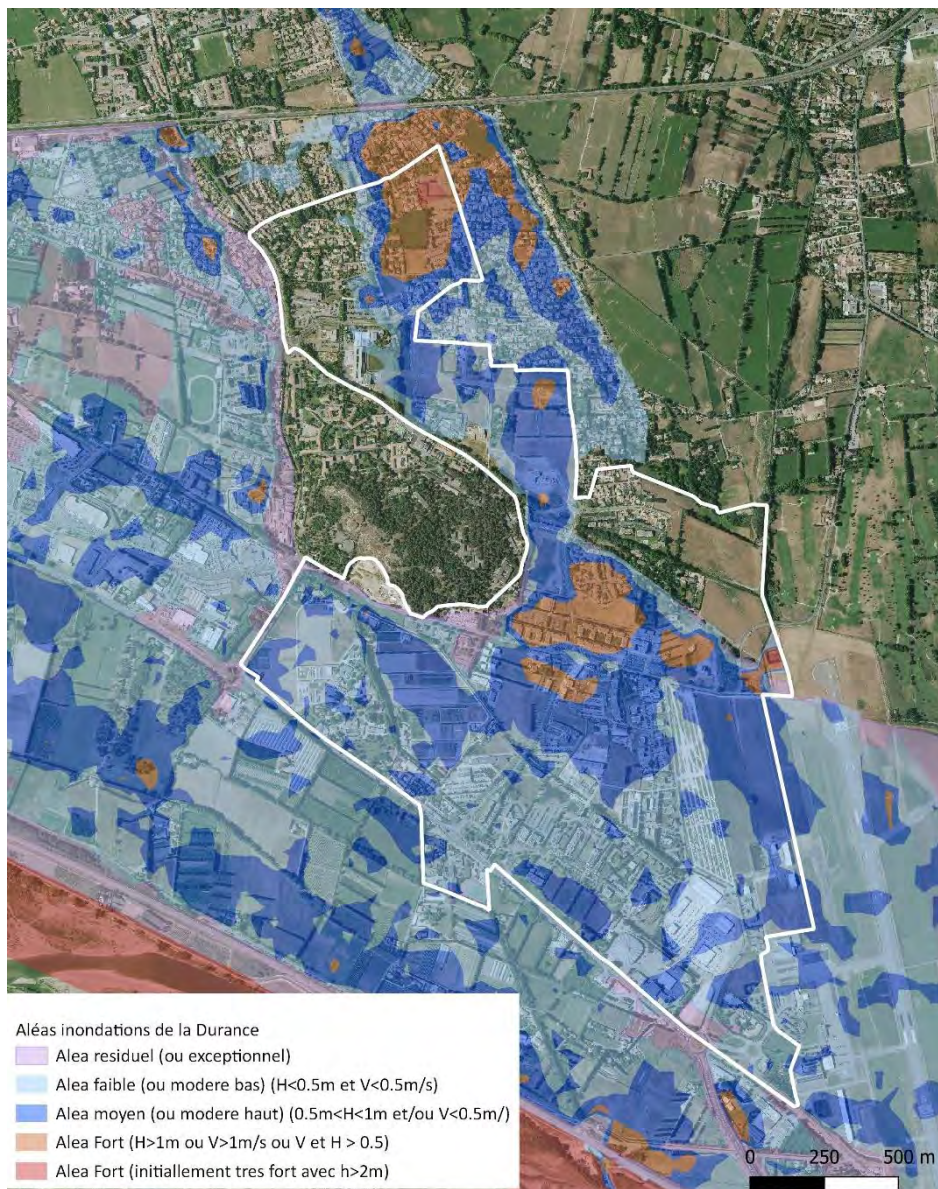 Aléas inondations de la Durance
Alea residuel (ou exceptionnel)
Alea faible (ou modere bas) (H<0.5m et V<0.5m/s)
Alea moyen (ou modere haut) (0.5m<H<1m et/ou V<0.5m/)
Alea Fort (H>1m ou V>1m/s ou V et H > 0.5)
Alea Fort (initiallement tres fort avec h>2m)
0 250 500 m